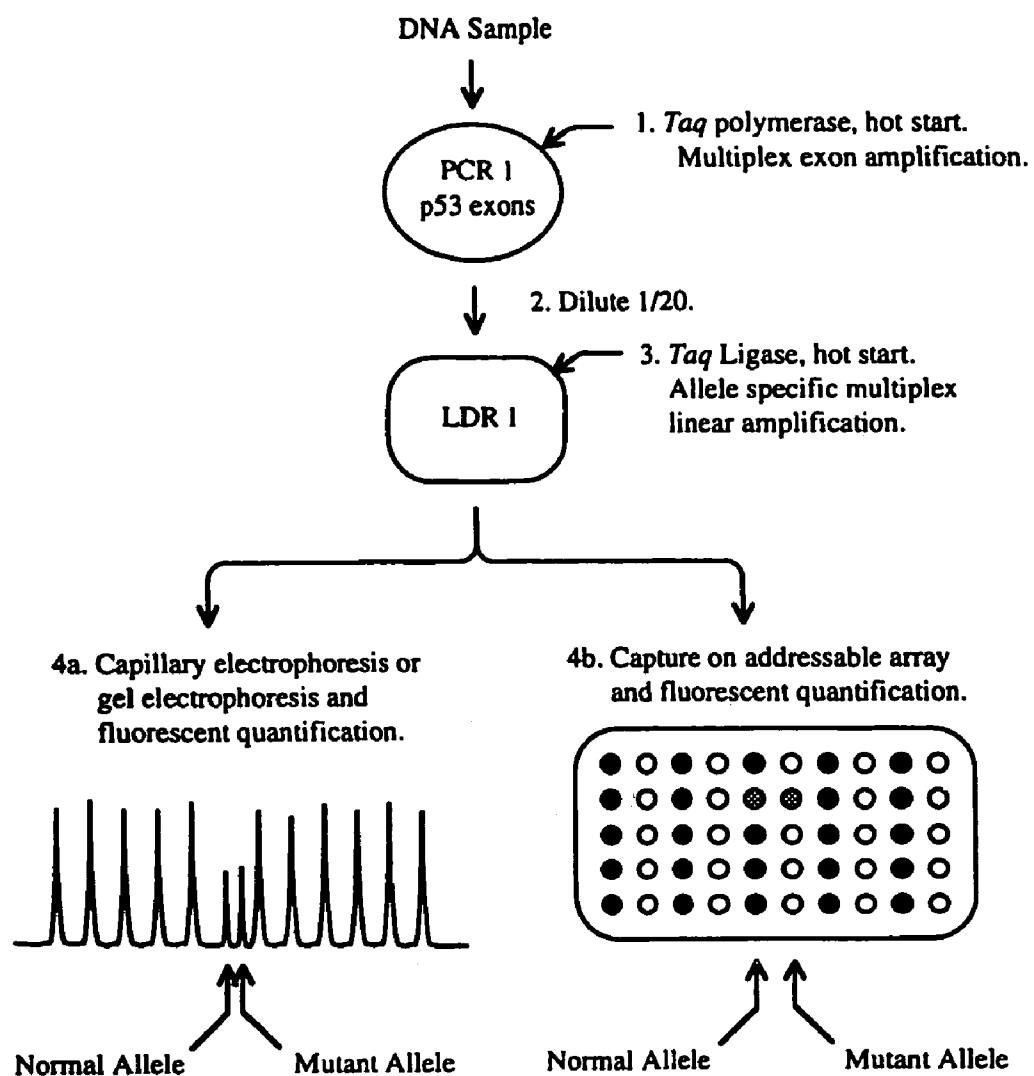 DNA Sample
1. Taq polymerase, hot start.
Multiplex exon amplification.
PCR 1
p53 exons
2. Dilute 1/20.
3. Taq Ligase, hot start.
Allele specific multiplex
linear amplification.
LDR 1
4a. Capillary electrophoresis or
gel electrophoresis and
fluorescent quantification.
4b. Capture on addressable array
and fluorescent quantification.
Normal Allele
Mutant Allele
Normal Allele
Mutant Allele